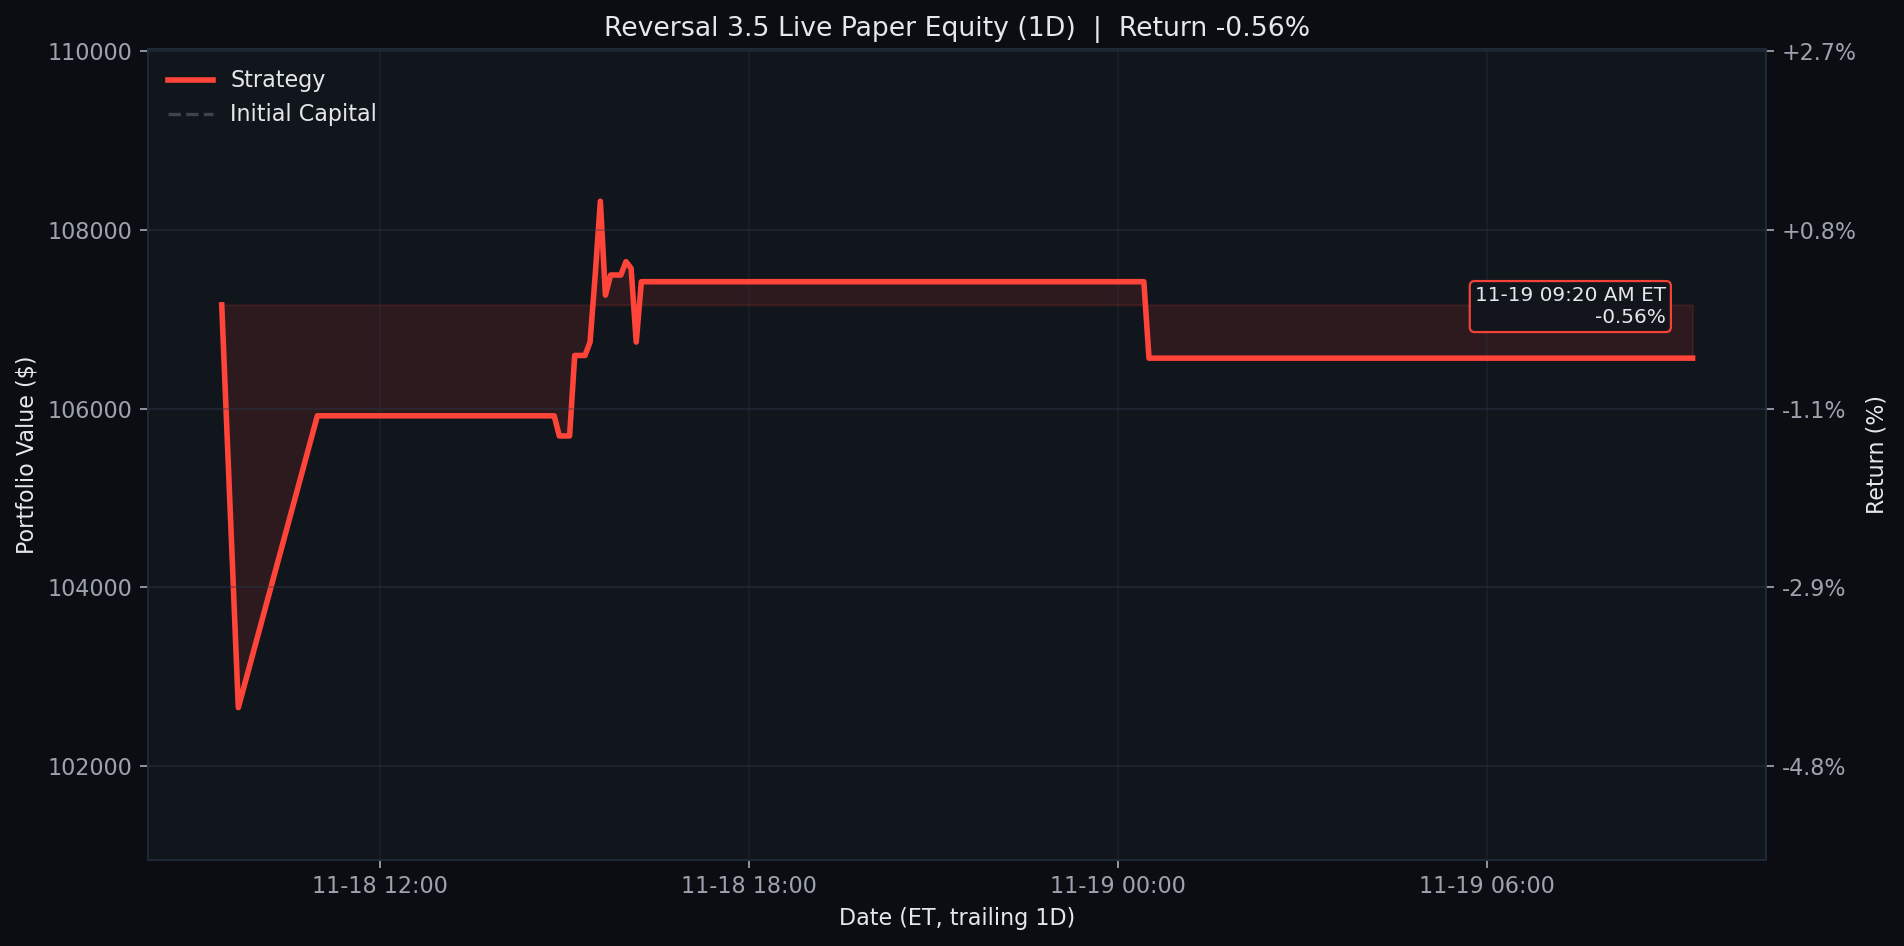 Reversal 3.5 Live Paper Equity (1D)  |  Return -0.56%
Strategy
Initial Capital
110000
108000
106000
104000
102000
Portfolio Value ($)
+2.7%
+0.8%
-1.1%
-2.9%
-4.8%
Return (%)
11-19 09:20 AM ET
-0.56%
11-18 12:00
11-18 18:00
11-19 00:00
11-19 06:00
Date (ET, trailing 1D)